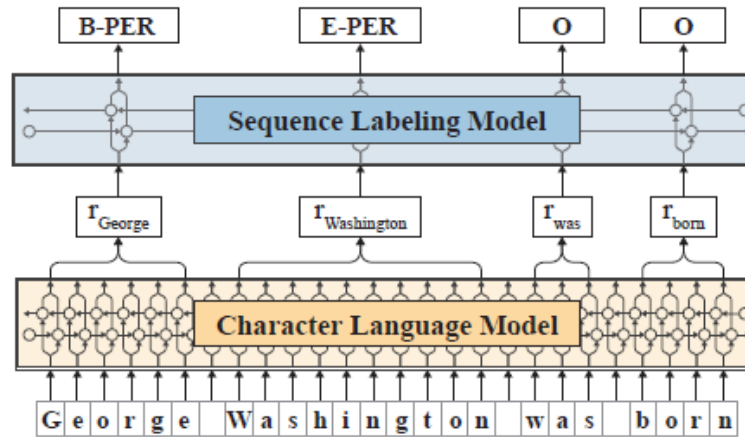 B-PER E-PER O O
Sequence Labeling Model
r_George r_Washington r_was r_born
Character Language Model
G e o r g e W a s h i n g t o n w a s b o r n